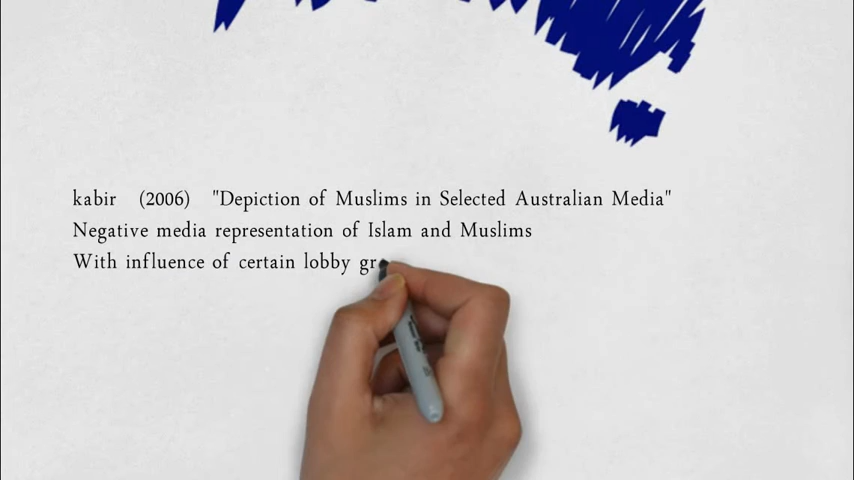 kabir (2006) "Depiction of Muslims in Selected Australian Media"
Negative media representation of Islam and Muslims
With influence of certain lobby gr